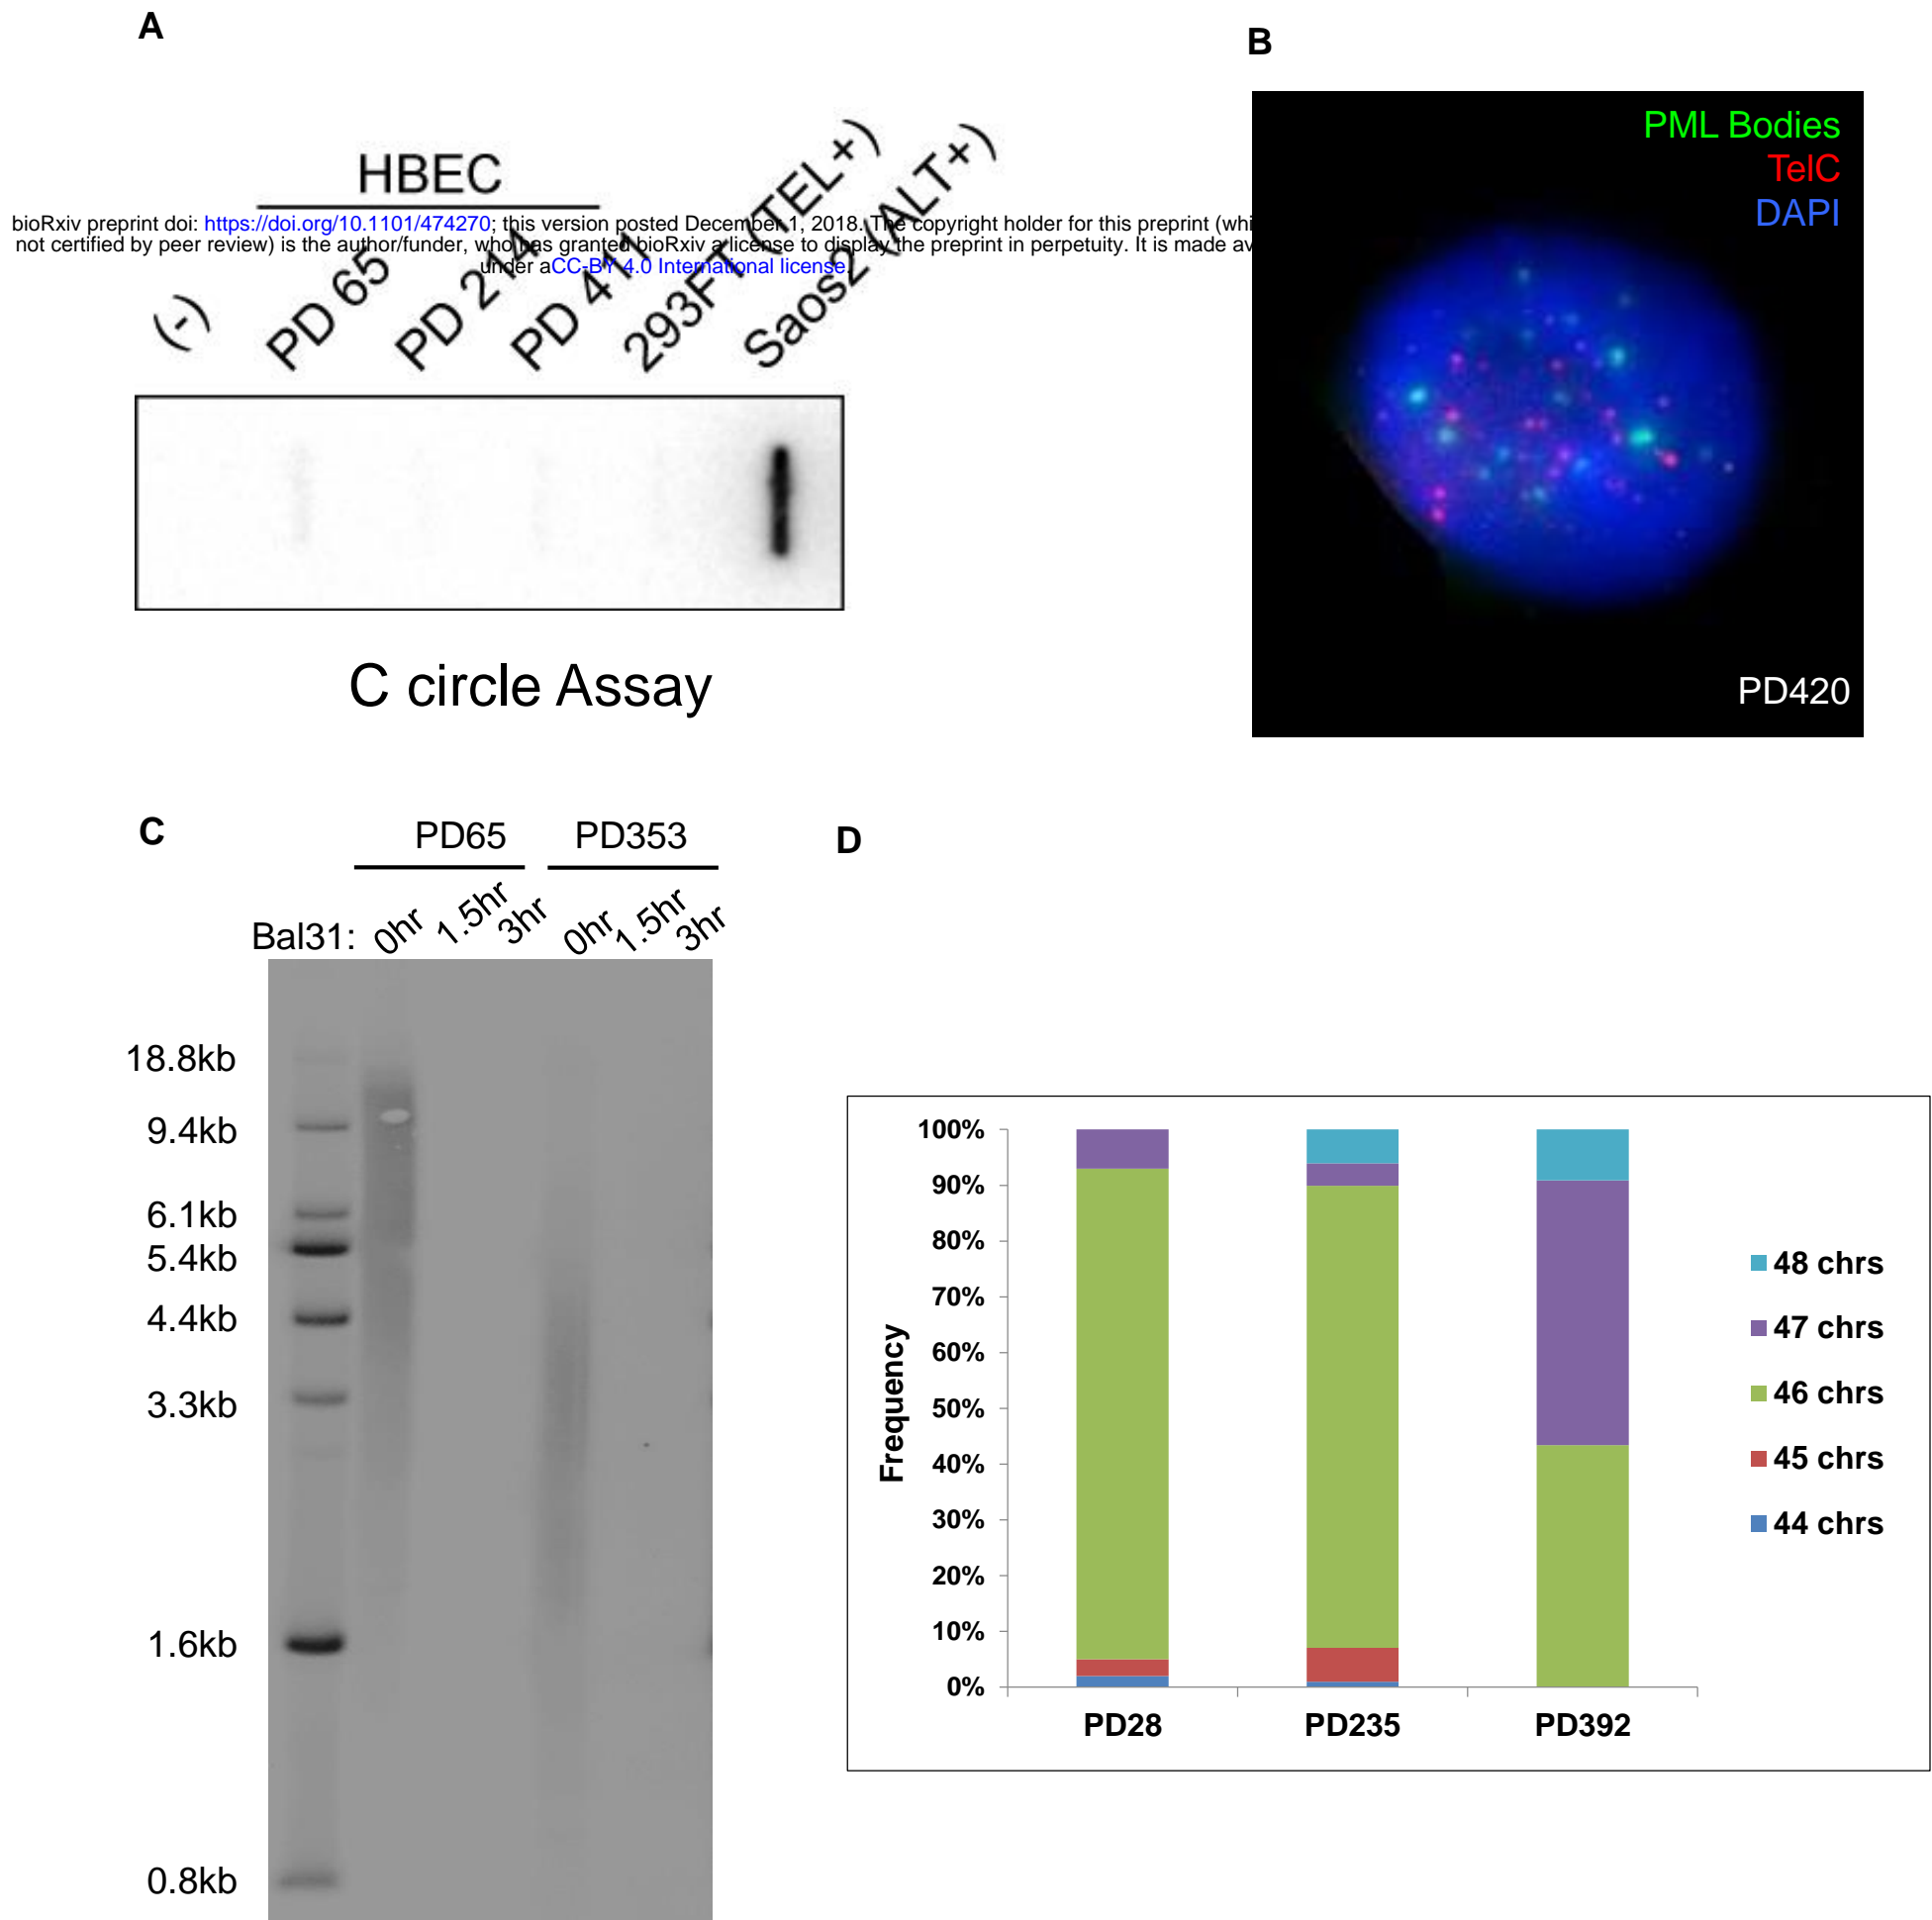 A
B
HBEC
(-)
PD 65
PD 214
PD 411
293FT (TEL+)
Saos2 (ALT+)
bioRxiv preprint doi: https://doi.org/10.1101/474270; this version posted December 1, 2018. The copyright holder for this preprint (whi
not certified by peer review) is the author/funder, who has granted bioRxiv a license to display the preprint in perpetuity. It is made av
under aCC-BY 4.0 International license.
C circle Assay
PML Bodies
TelC
DAPI
PD420
C
PD65
PD353
Bal31:
0hr
1.5hr
3hr
0hr
1.5hr
3hr
18.8kb
9.4kb
6.1kb
5.4kb
4.4kb
3.3kb
1.6kb
0.8kb
D
Frequency
100%
90%
80%
70%
60%
50%
40%
30%
20%
10%
0%
PD28
PD235
PD392
48 chrs
47 chrs
46 chrs
45 chrs
44 chrs